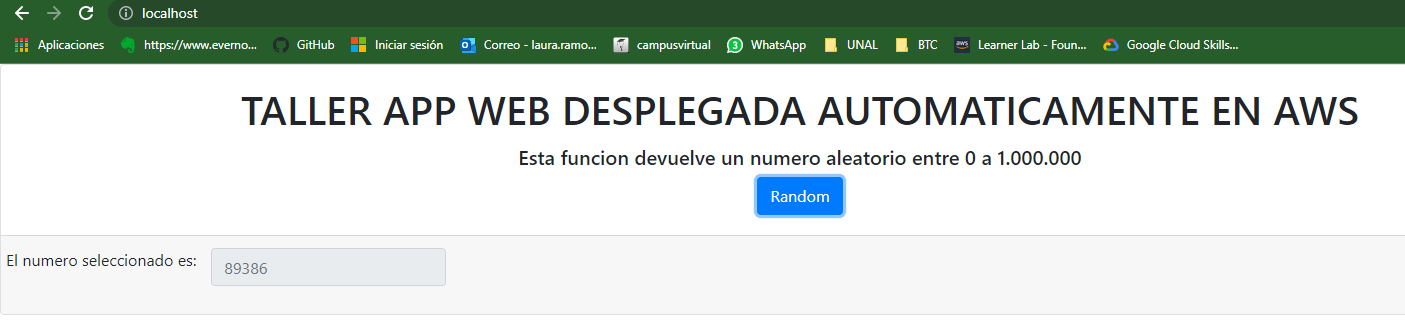 localhost
Aplicaciones https://www.everno... GitHub Iniciar sesión Correo - laura.ramo... campusvirtual 3 WhatsApp UNAL BTC aws Learner Lab - Foun... Google Cloud Skills...
TALLER APP WEB DESPLEGADA AUTOMATICAMENTE EN AWS
Esta funcion devuelve un numero aleatorio entre 0 a 1.000.000
Random
El numero seleccionado es: 89386